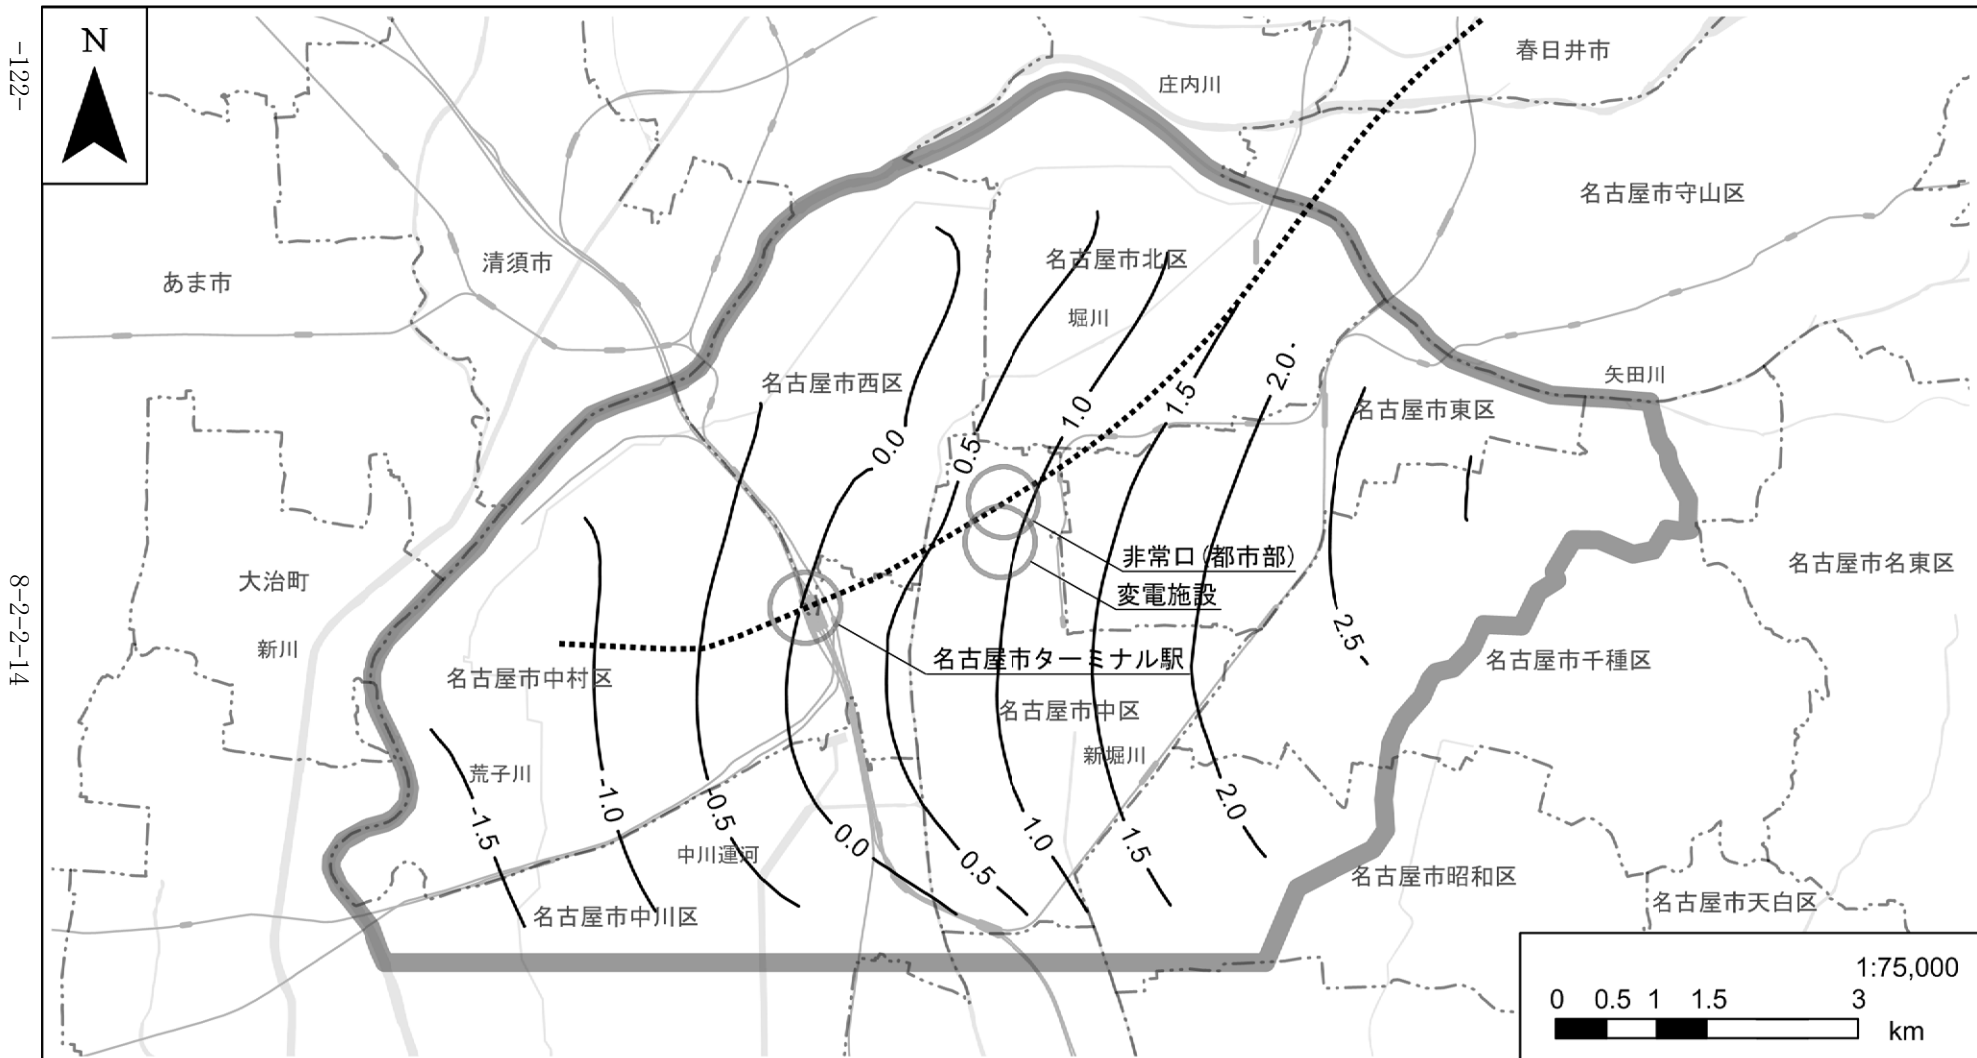 -122-
8-2-2-14
N
春日井市
庄内川
名古屋市守山区
清須市
名古屋市北区
あま市
堀川
名古屋市西区
2.0
矢田川
1.5
1.0
名古屋市東区
0.0
0.5
非常口(都市部)
名古屋市名東区
大治町
変電施設
2.5
新川
名古屋市ターミナル駅
名古屋市千種区
名古屋市中村区
名古屋市中区
新堀川
荒子川
-1.5
-1.0
-0.5
0.0
0.5
1.0
1.5
2.0
中川運河
名古屋市昭和区
名古屋市天白区
名古屋市中川区
1:75,000
0 0.5 1 1.5 3
km